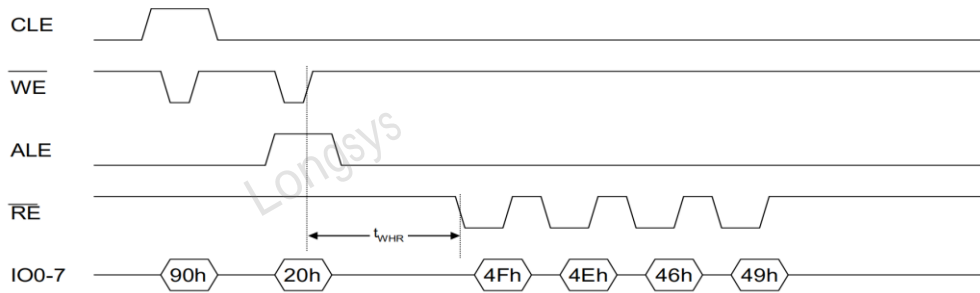 CLE
WE
ALE
Longsys
RE
tWHR
IO0-7 90h 20h 4Fh 4Eh 46h 49h